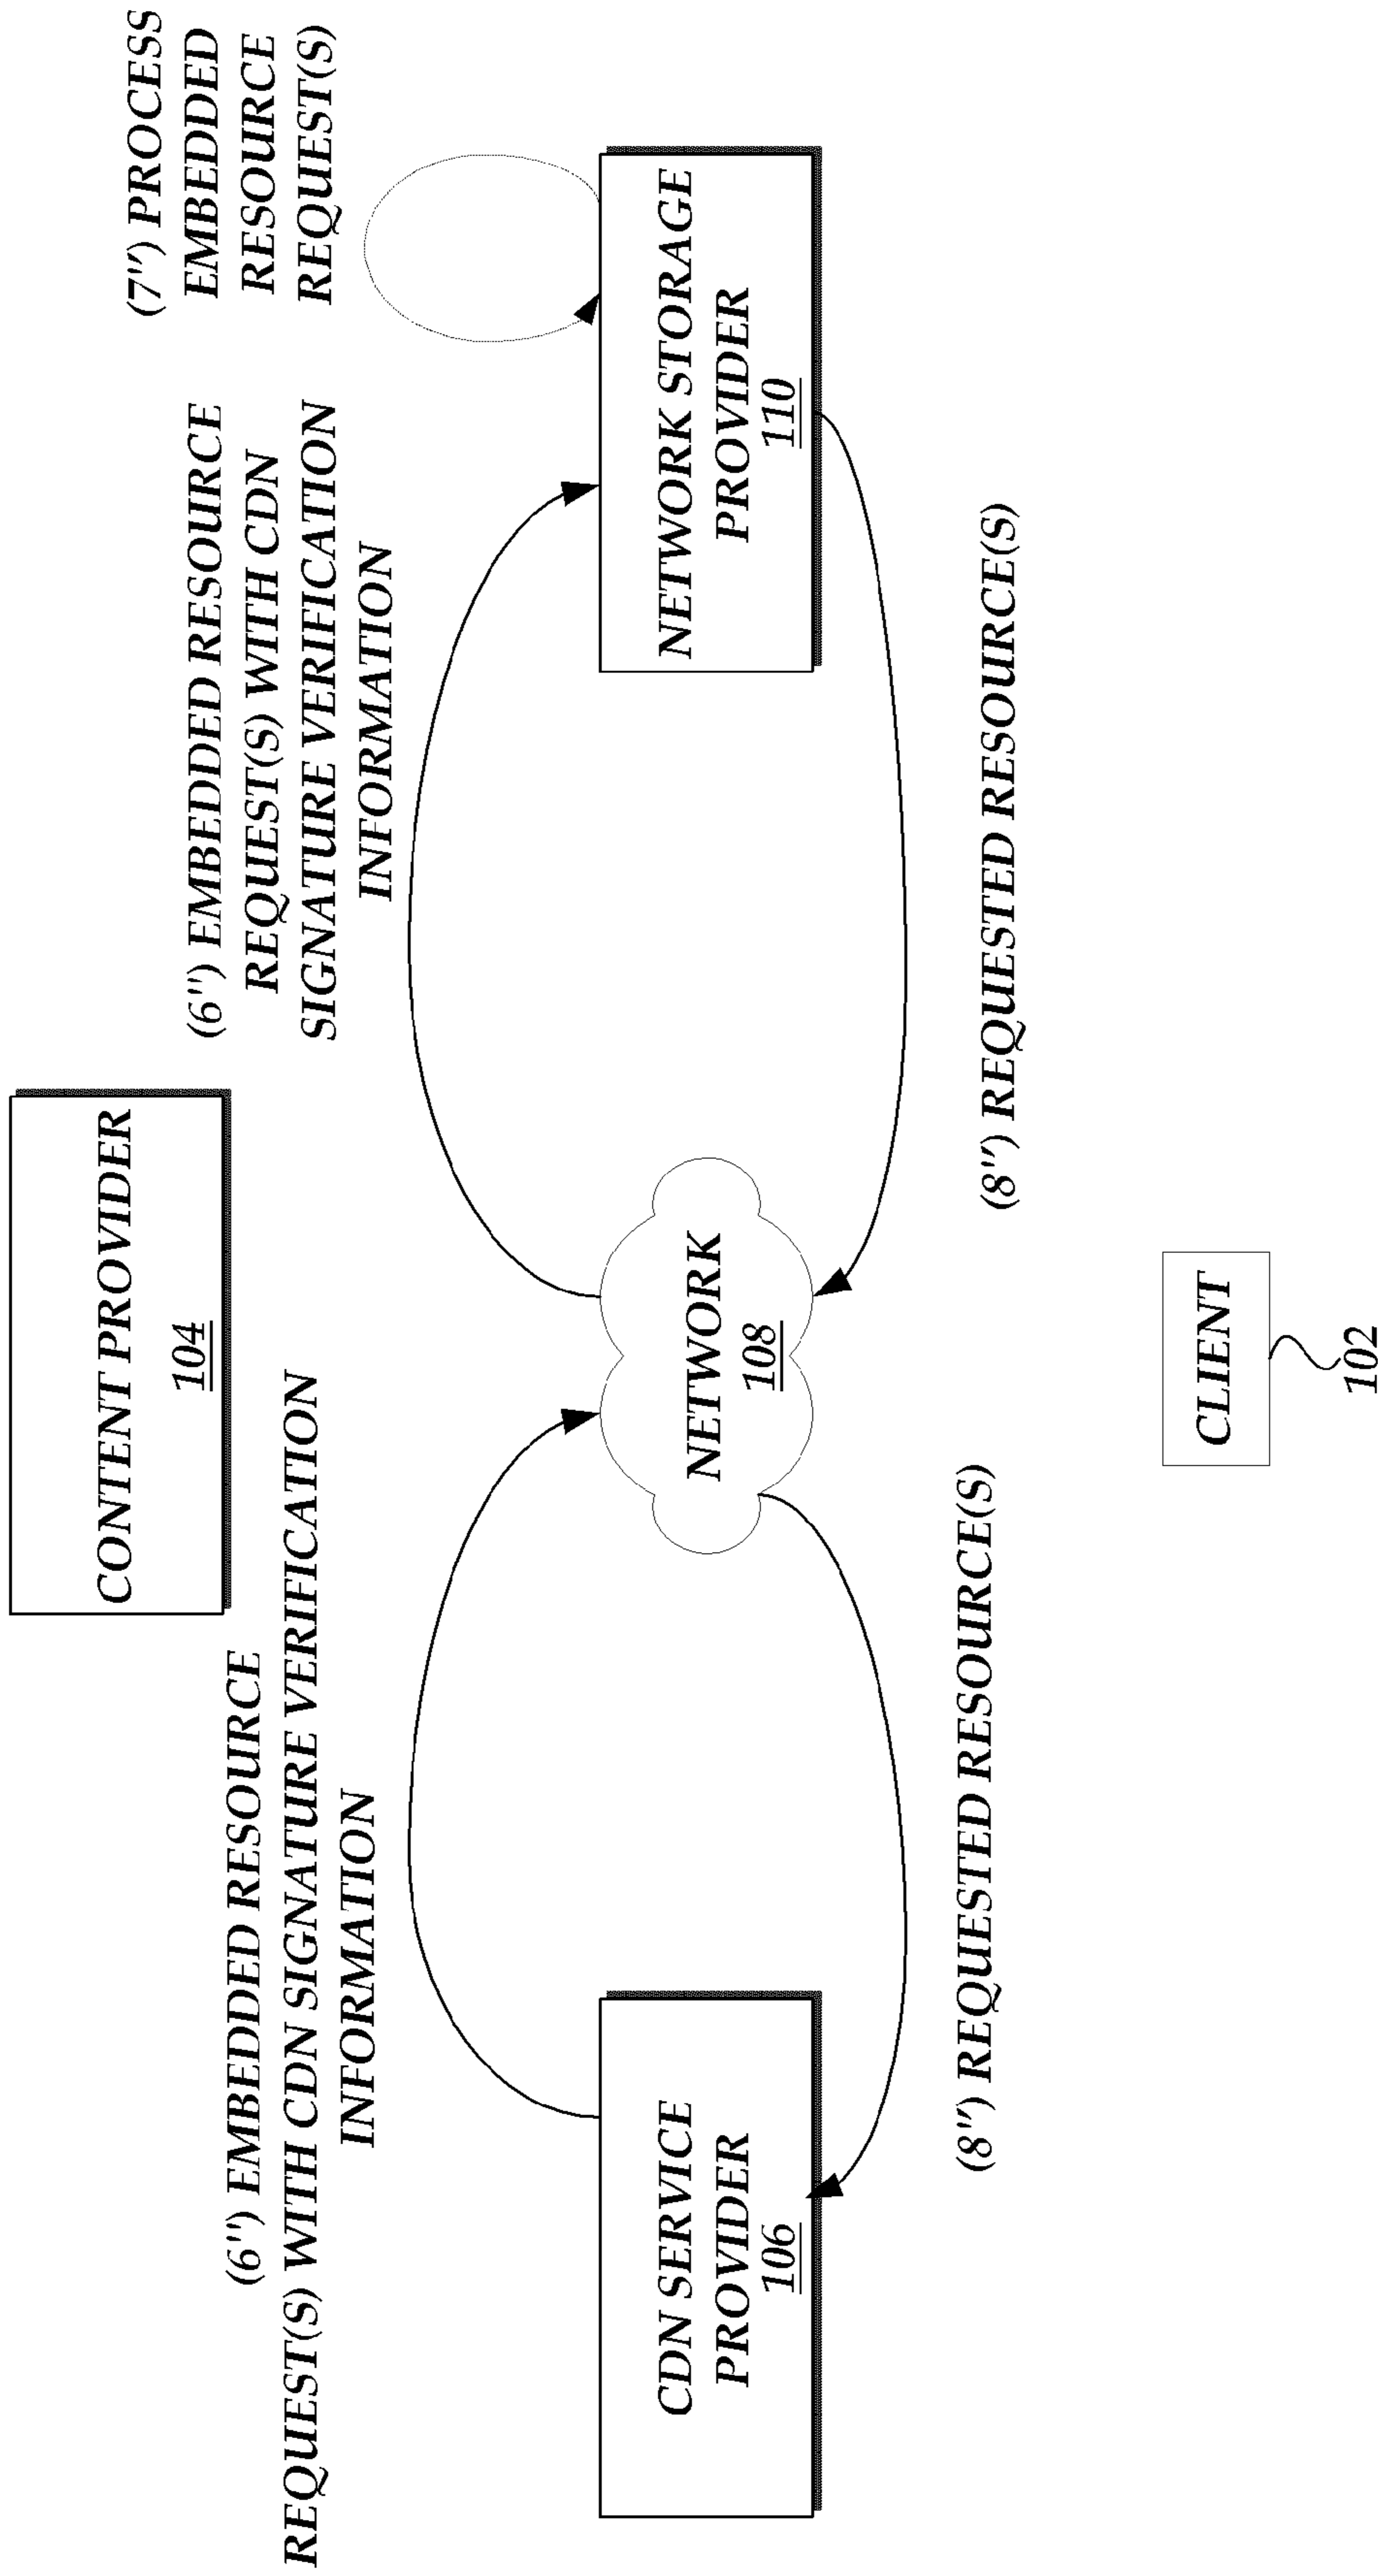 CONTENT PROVIDER
104
(6") EMBEDDED RESOURCE
REQUEST(S) WITH CDN SIGNATURE VERIFICATION
INFORMATION
(6") EMBEDDED RESOURCE
REQUEST(S) WITH CDN
SIGNATURE VERIFICATION
INFORMATION
(7") PROCESS
EMBEDDED
RESOURCE
REQUEST(S)
CDN SERVICE
PROVIDER
106
NETWORK
108
NETWORK STORAGE
PROVIDER
110
(8") REQUESTED RESOURCE(S)
(8") REQUESTED RESOURCE(S)
CLIENT
102